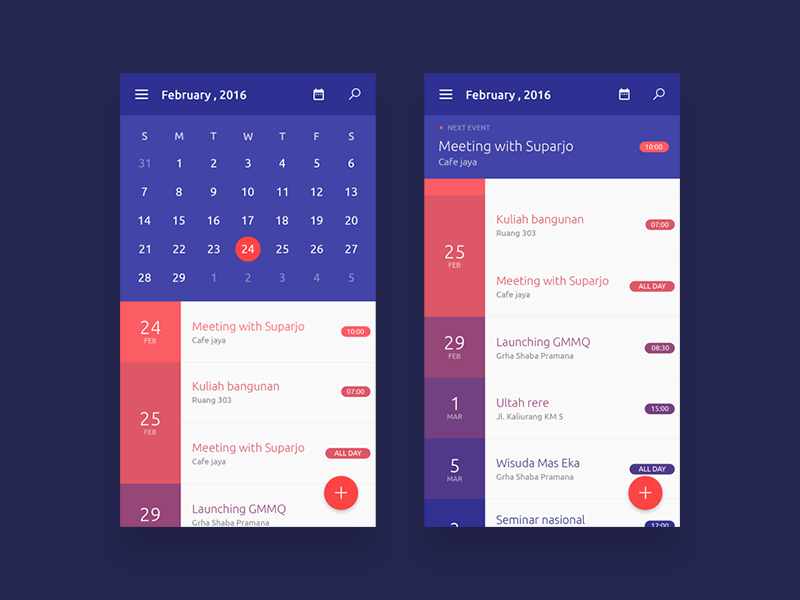 February , 2016
S M T W T F S
31 1 2 3 4 5 6
7 8 9 10 11 12 13
14 15 16 17 18 19 20
21 22 23 24 25 26 27
28 29 1 2 3 4 5
24
FEB
Meeting with Suparjo
Cafe jaya
10:00
25
FEB
Kuliah bangunan
Ruang 303
07:00
Meeting with Suparjo
Cafe jaya
ALL DAY
29
Launching GMMQ
Grha Shaba Pramana
+
February , 2016
NEXT EVENT
Meeting with Suparjo
Cafe jaya
10:00
25
FEB
Kuliah bangunan
Ruang 303
07:00
Meeting with Suparjo
Cafe jaya
ALL DAY
29
FEB
Launching GMMQ
Grha Shaba Pramana
08:30
1
MAR
Ultah rere
Jl. Kaliurang KM 5
15:00
5
MAR
Wisuda Mas Eka
Grha Shaba Pramana
ALL DAY
Seminar nasional
12:00
+